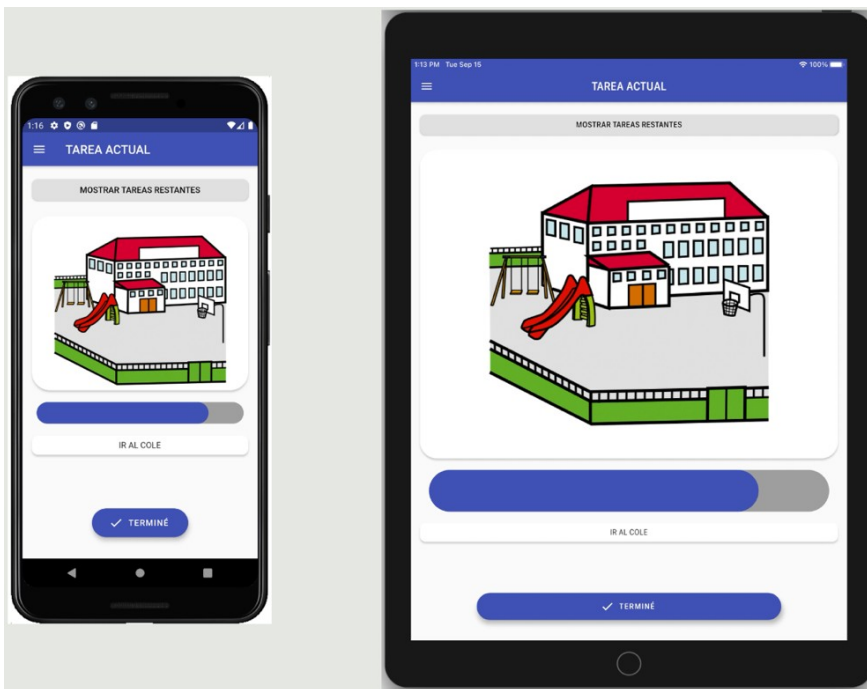 1:16
TAREA ACTUAL
MOSTRAR TAREAS RESTANTES
IR AL COLE
TERMINÉ
1:13 PM Tue Sep 15
100%
TAREA ACTUAL
MOSTRAR TAREAS RESTANTES
IR AL COLE
TERMINÉ